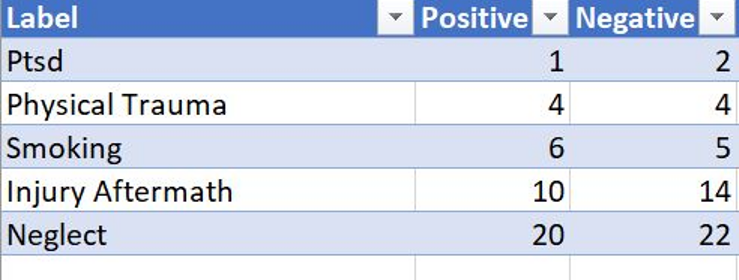 Label Positive Negative
Ptsd 1 2
Physical Trauma 4 4
Smoking 6 5
Injury Aftermath 10 14
Neglect 20 22